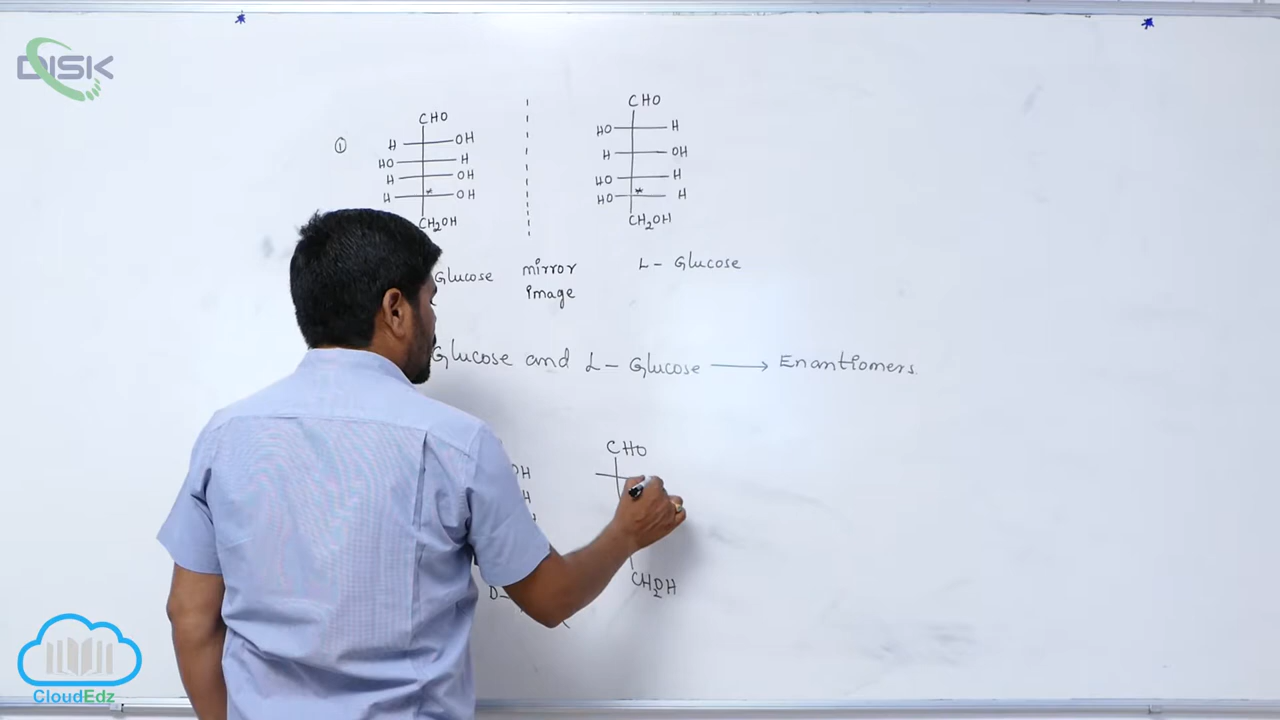 DISK
①
CHO
H OH
HO H
H OH
H * OH
CH2OH
Glucose
mirror
image
CHO
HO H
H OH
HO H
HO * H
CH2OH
L - Glucose
Glucose and L - Glucose ⟶ Enantiomers.
OH
H
D-
CHO
CH2OH
CloudEdz